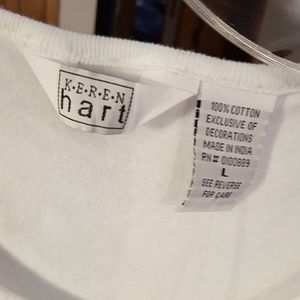 K·E·R·E·N
hart
100% COTTON
EXCLUSIVE OF
DECORATIONS
MADE IN INDIA
RN# 0100889
L
SEE REVERSE
FOR CARE